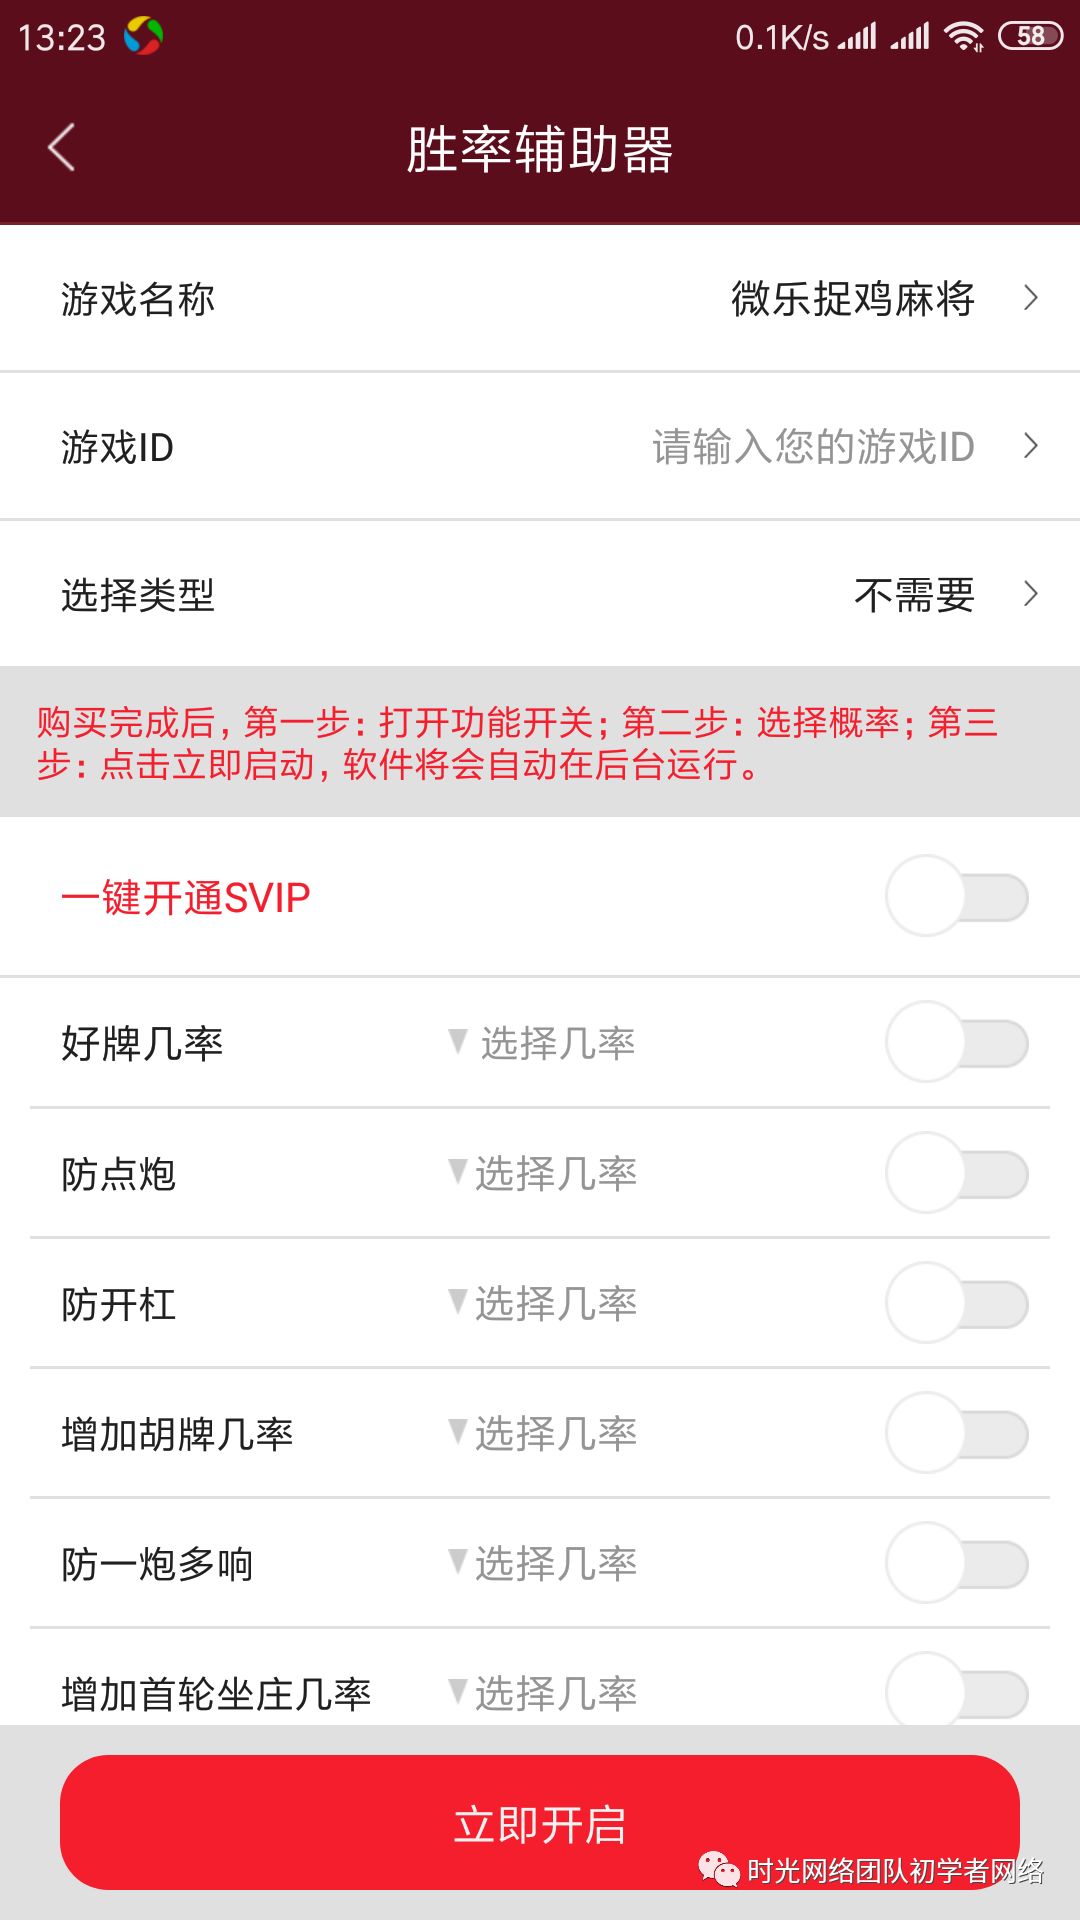 13:23
0.1K/s
58
胜率辅助器
游戏名称
微乐捉鸡麻将
游戏ID
请输入您的游戏ID
选择类型
不需要
购买完成后,第一步:打开功能开关;第二步:选择概率;第三
步:点击立即启动,软件将会自动在后台运行。
一键开通SVIP
好牌几率
选择几率
防点炮
选择几率
防开杠
选择几率
增加胡牌几率
选择几率
防一炮多响
选择几率
增加首轮坐庄几率
选择几率
立即开启
时光网络团队初学者网络